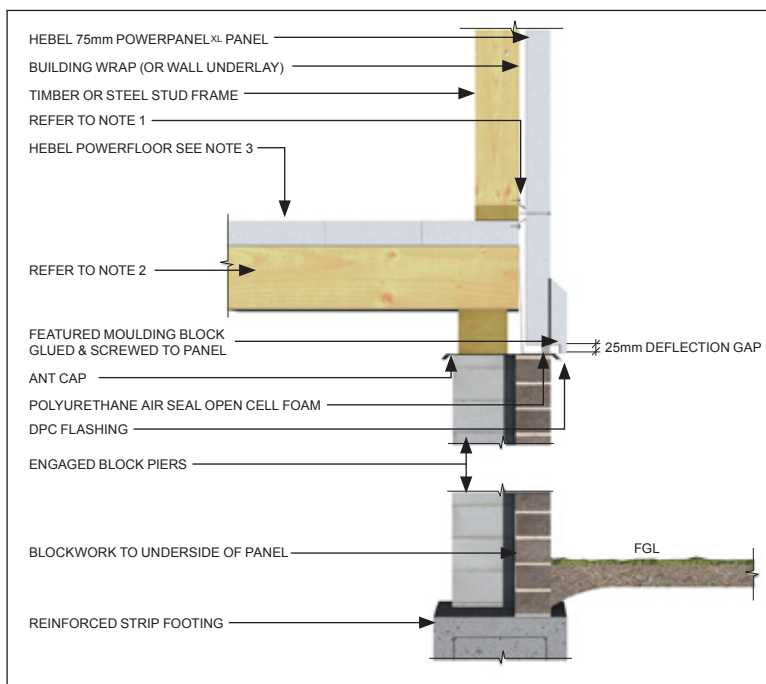 HEBEL 75mm POWERPANELXL PANEL
BUILDING WRAP (OR WALL UNDERLAY)
TIMBER OR STEEL STUD FRAME
REFER TO NOTE 1
HEBEL POWERFLOOR SEE NOTE 3
REFER TO NOTE 2
FEATURED MOULDING BLOCK
GLUED & SCREWED TO PANEL
25mm DEFLECTION GAP
ANT CAP
POLYURETHANE AIR SEAL OPEN CELL FOAM
DPC FLASHING
ENGAGED BLOCK PIERS
BLOCKWORK TO UNDERSIDE OF PANEL
FGL
REINFORCED STRIP FOOTING